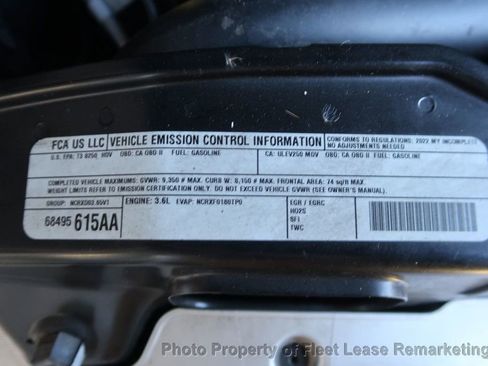 FCA US LLC VEHICLE EMISSION CONTROL INFORMATION CONFORMS TO REGULATIONS: 2022 MY INCOMPLETE
NO ADJUSTMENTS NEEDED
U.S. EPA: T3 B250 HDV OBD: CA OBD II FUEL: GASOLINE CA: ULEV250 MDV OBD: CA OBD II FUEL: GASOLINE
COMPLETED VEHICLE MAXIMUMS: GVWR: 9,350 # MAX. CURB W: 8,150 # MAX. FRONTAL AREA: 74 sq/ft MAX.
WEIGHT LIMITS REFER TO EMISSION CERTIFICATION ONLY. DO NOT EXCEED VEHICLE GVWR (SEE OWNER'S MANUAL).
GROUP: NCRXD03.65V1 ENGINE: 3.6L EVAP: NCRXF0180TP0 EGR / EGRC
HO2S
SFI
TWC
68495 615AA
Photo Property of Fleet Lease Remarketing